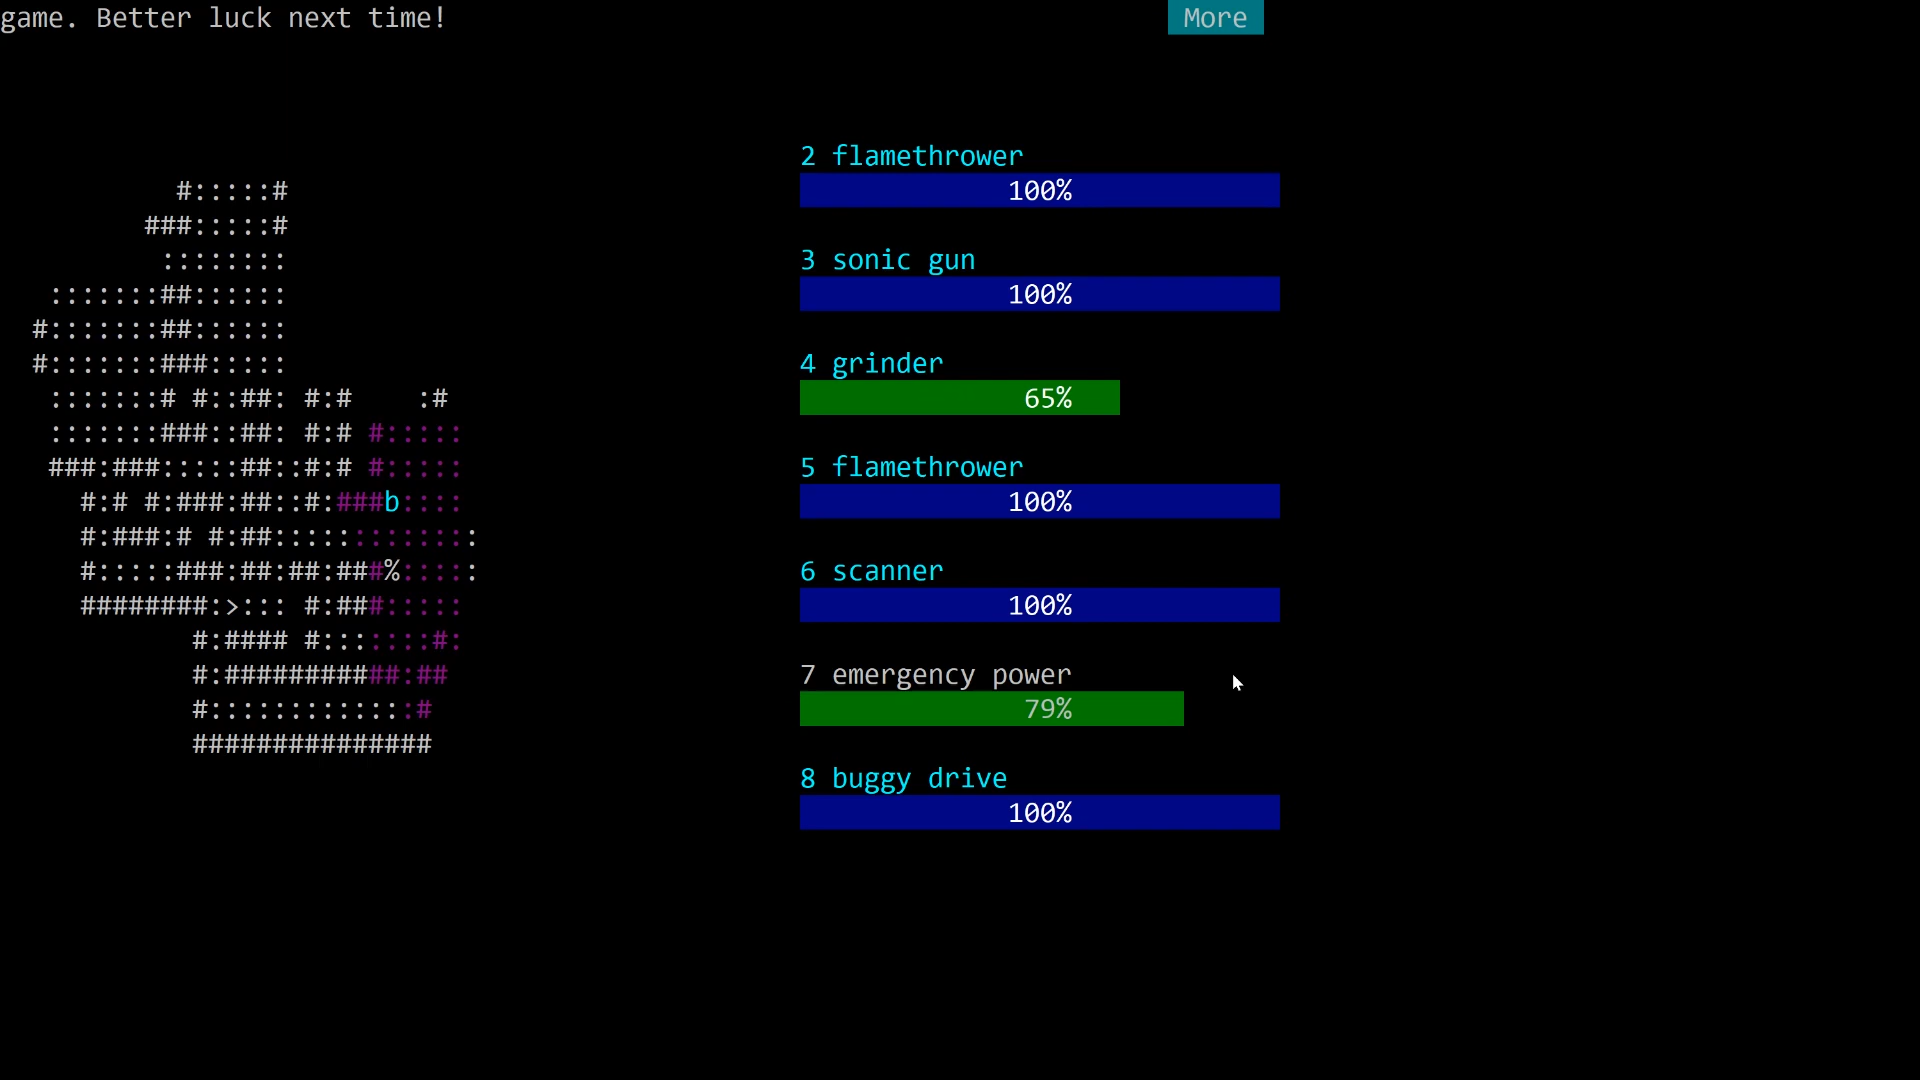 game. Better luck next time! More
2 flamethrower
100%
#:::::#
###:::::#
::::::::
3 sonic gun
:::::::##::::::
100%
#:::::::##::::::
#:::::::###:::::
4 grinder
:::::::# #::##: #:# :#
65%
:::::::###::##: #:# #:::::
###:###:::::##::#:# #:::::
5 flamethrower
#:# #:###:##::#:###b::::
100%
#:###:# #:##:::::::::::::
#:::::###:##:##:###%:::::
6 scanner
########:>::: #:###:::::
100%
#:#### #::::::::#:
#:###########:##
7 emergency power
#:::::::::::::#
79%
###############
8 buggy drive
100%